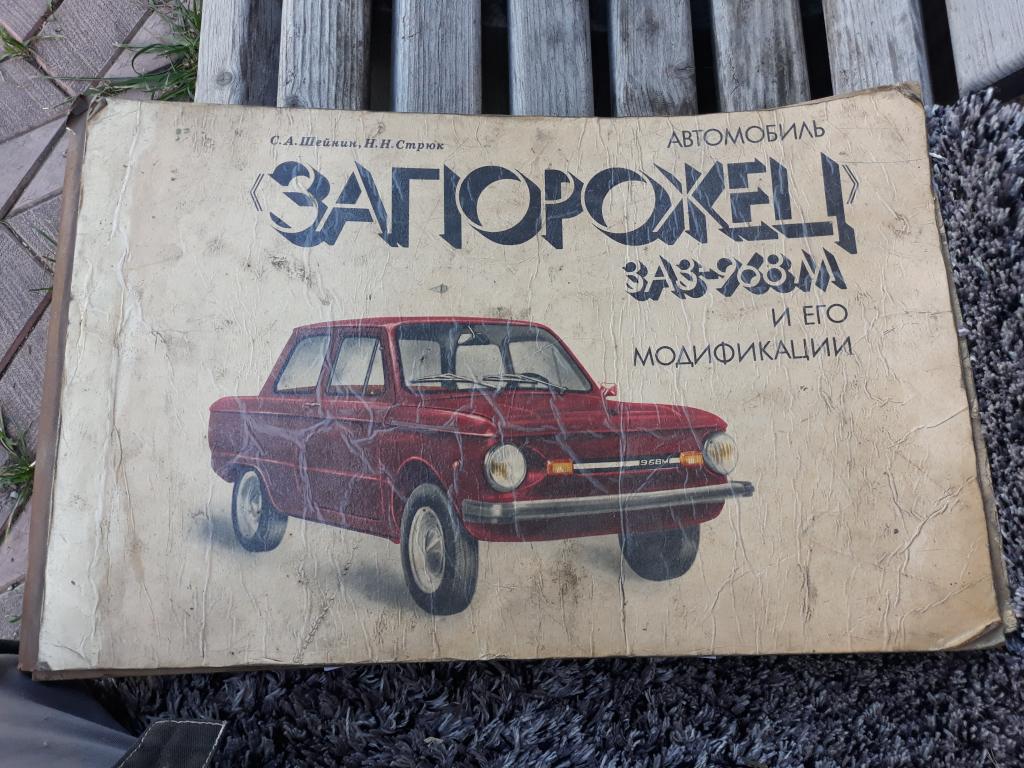 С.А.Шейнин, Н.Н.Стрюк
АВТОМОБИЛЬ
«ЗАПОРОЖЕЦ»
ЗАЗ-968М
И ЕГО
МОДИФИКАЦИИ
968М